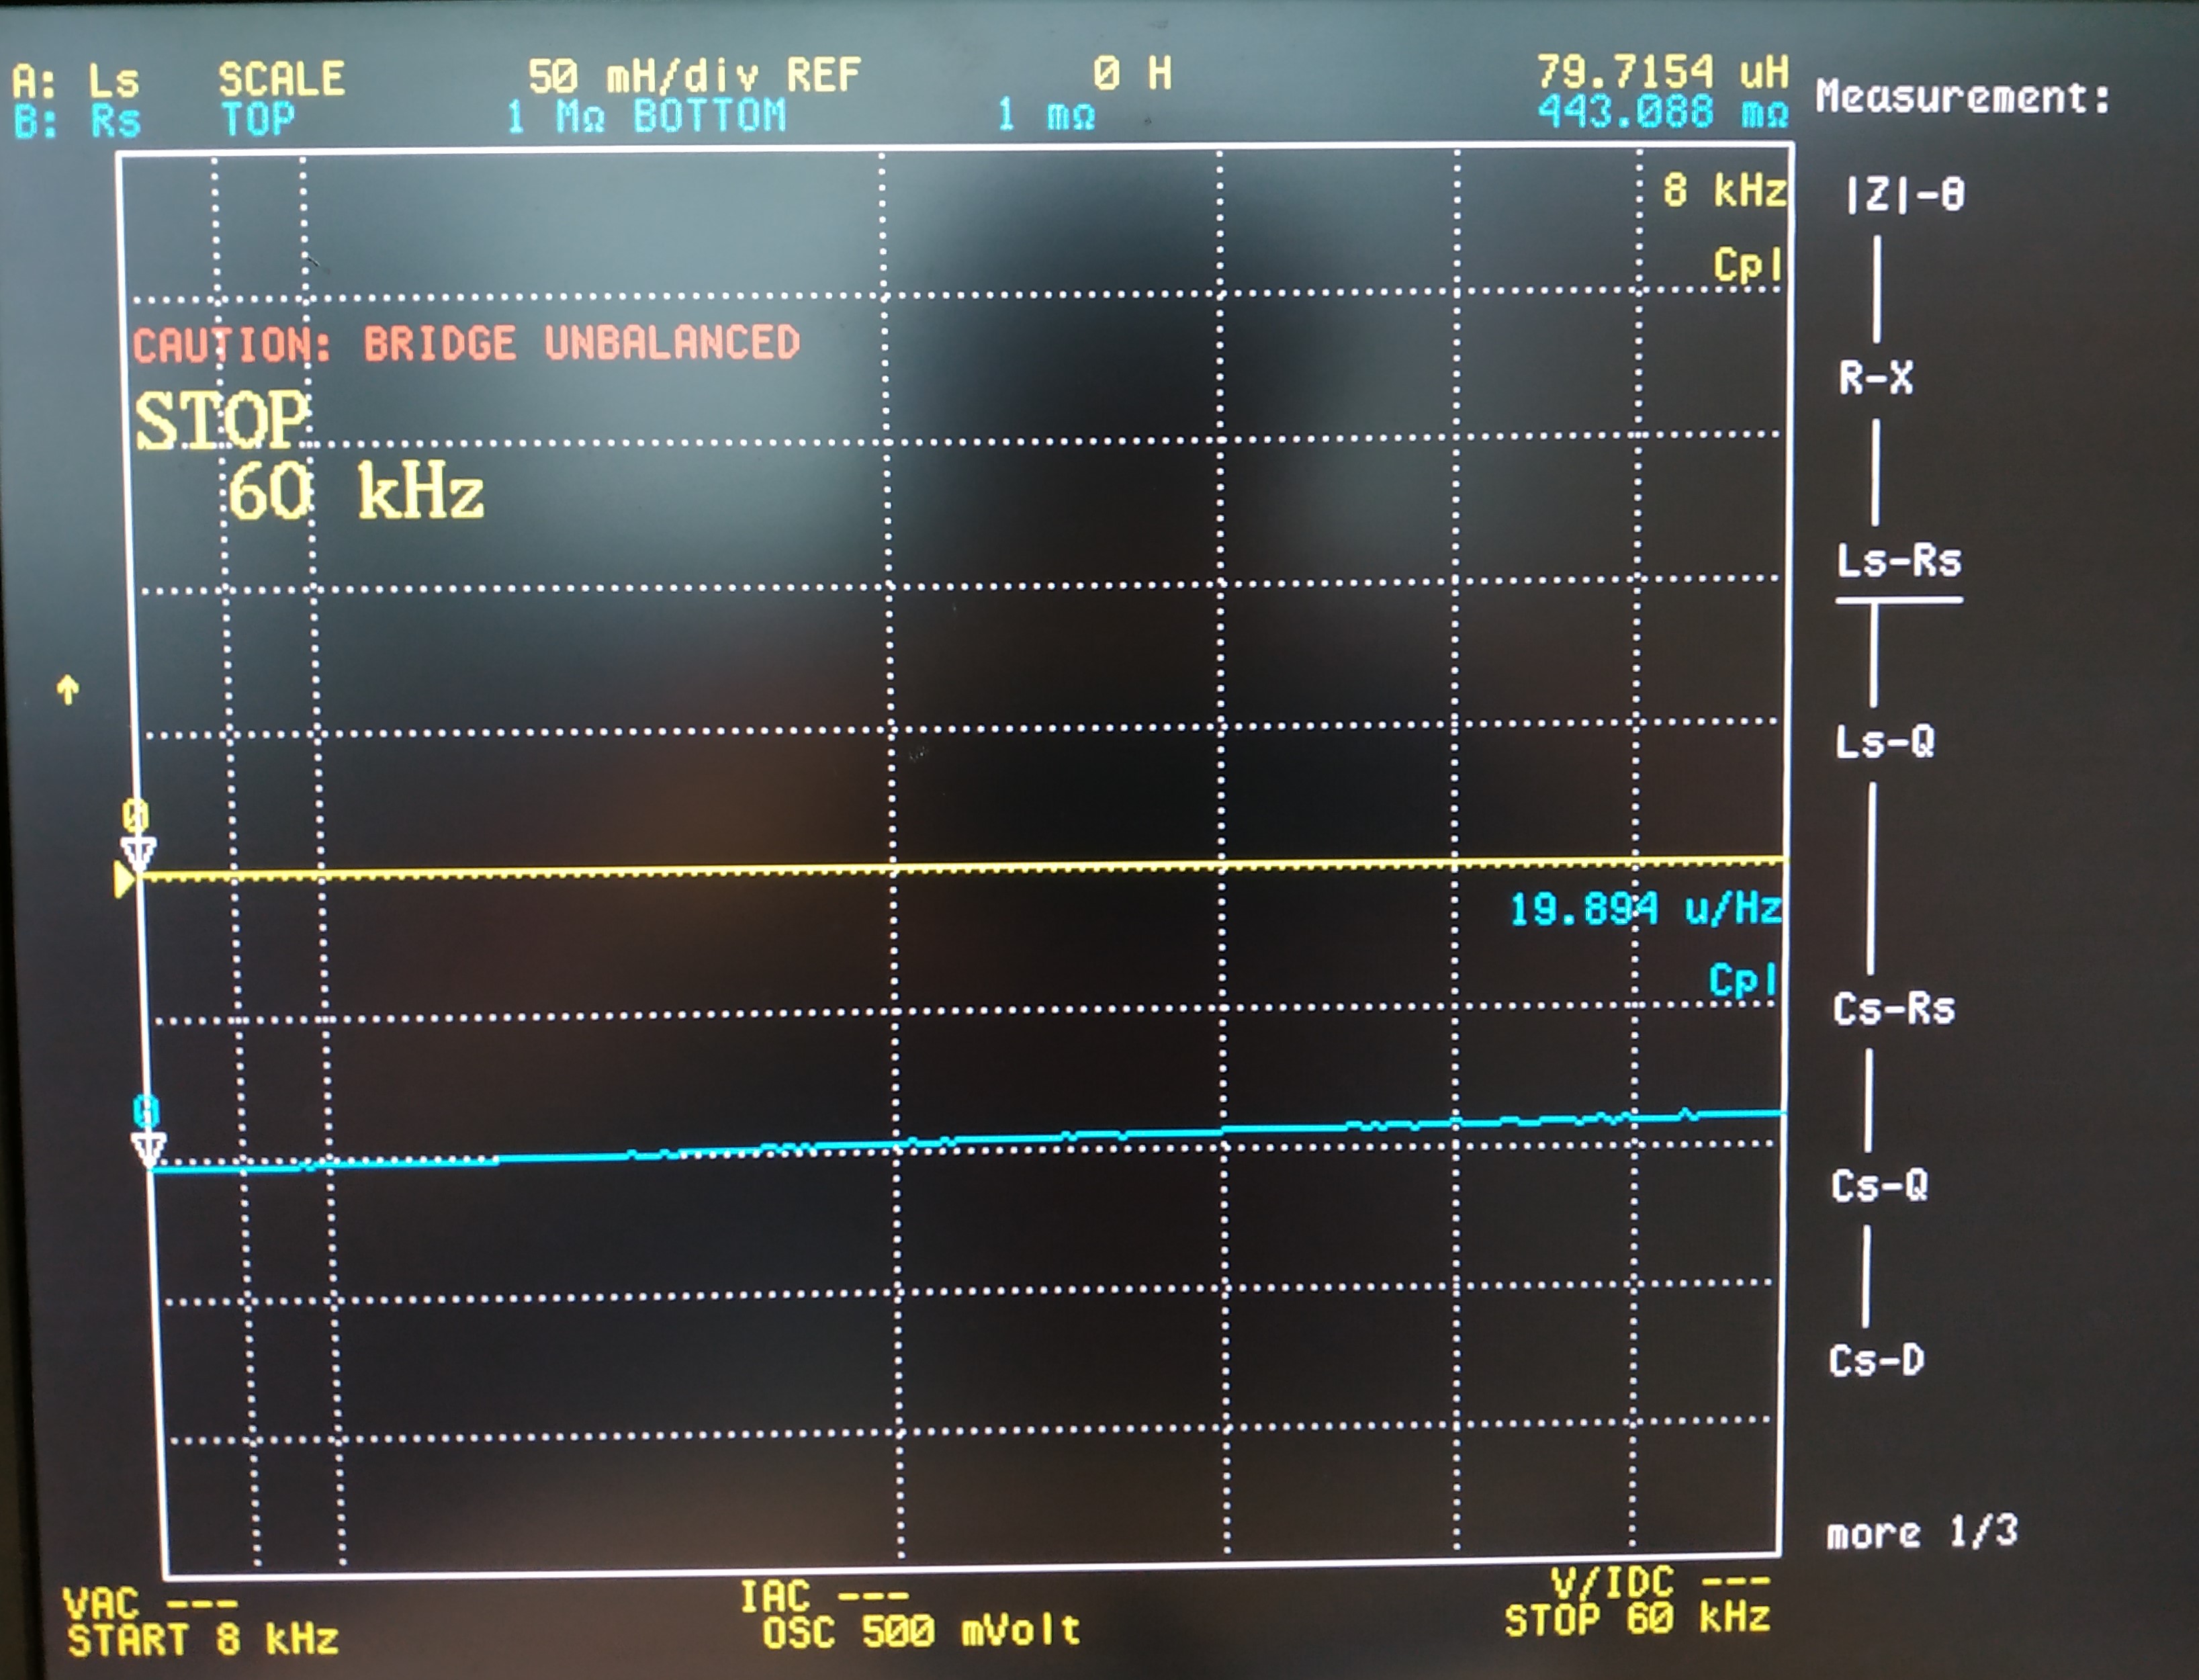 A: Ls SCALE 50 mH/div REF 0 H 79.7154 uH
B: Rs TOP 1 MΩ BOTTOM 1 mΩ 443.088 mΩ
Measurement:
8 kHz
|Z|-θ
Cpl
CAUTION: BRIDGE UNBALANCED
R-X
STOP
60 kHz
Ls-Rs
Ls-Q
0
19.894 u/Hz
Cpl
Cs-Rs
0
Cs-Q
Cs-D
more 1/3
VAC --- IAC --- V/IDC ---
START 8 kHz OSC 500 mVolt STOP 60 kHz